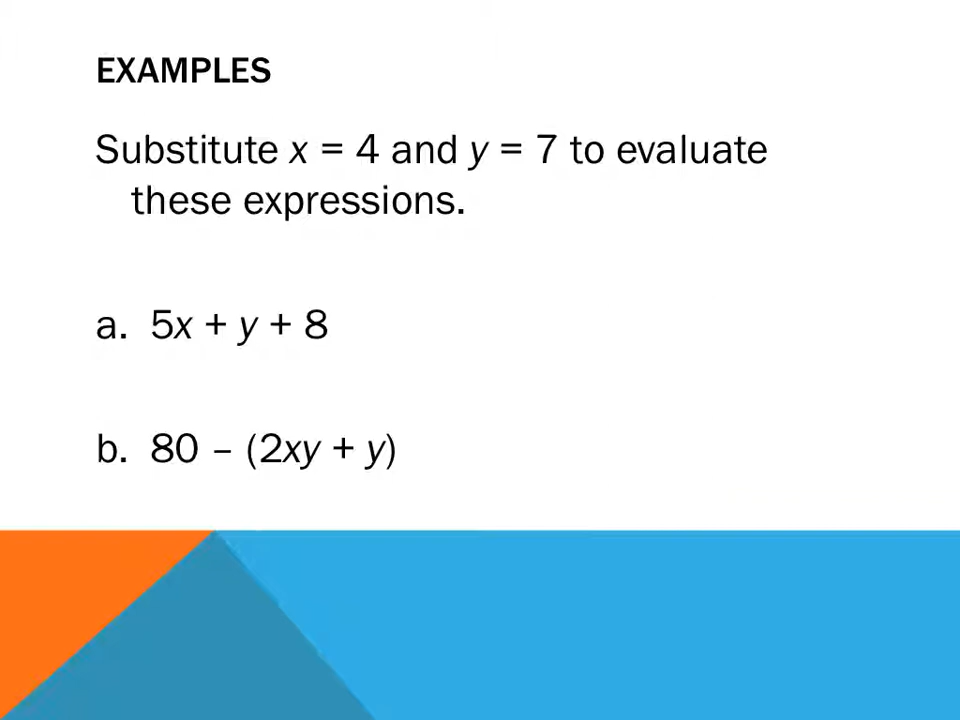 EXAMPLES
Substitute x = 4 and y = 7 to evaluate
these expressions.
a. 5x + y + 8
b. 80 – (2xy + y)